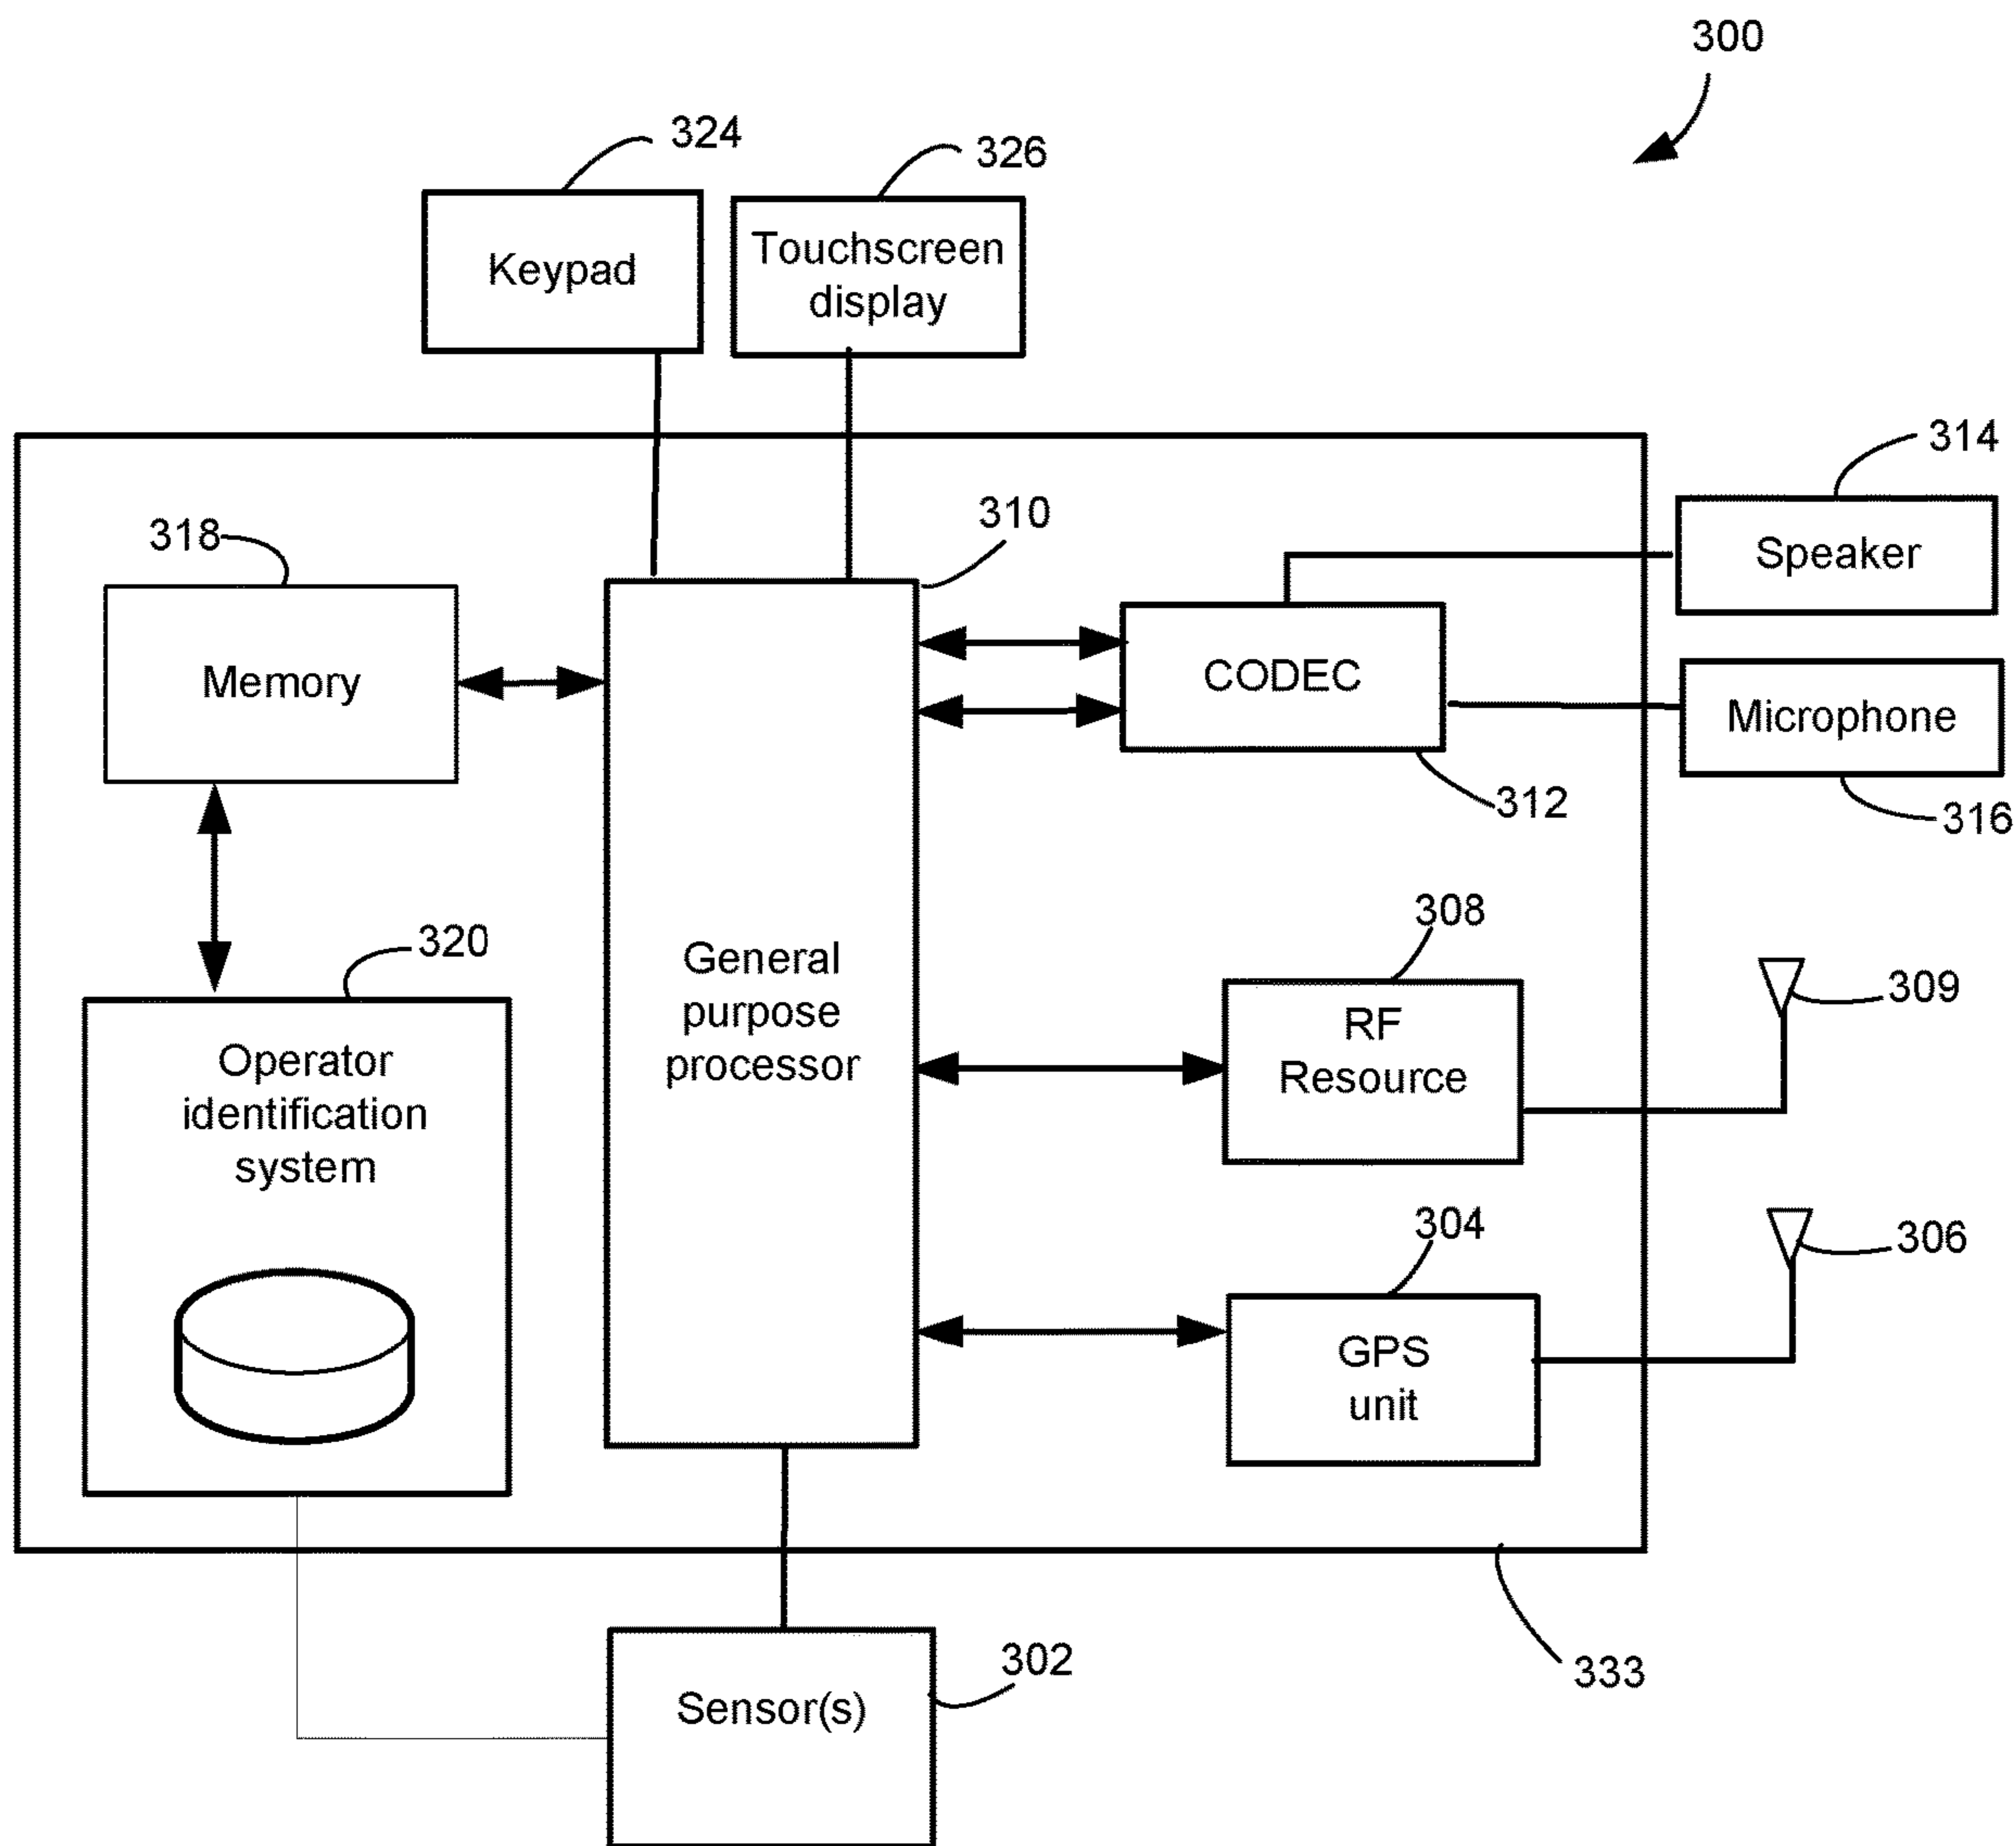 300
324
326
Keypad
Touchscreen
display
314
Speaker
310
318
Memory
CODEC
Microphone
312
316
320
Operator
identification
system
General
purpose
processor
308
RF
Resource
309
304
GPS
unit
306
302
Sensor(s)
333